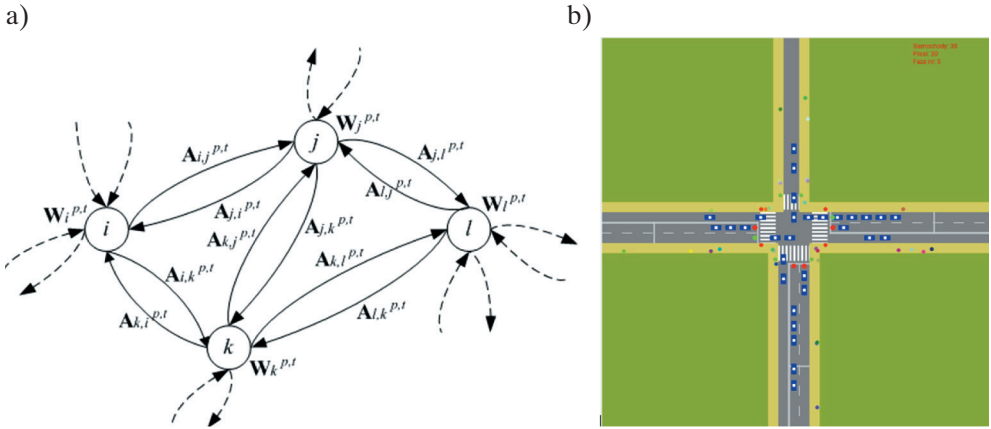 a)
b)
W_j^{p,t}
j
A_{i,j}^{p,t}
A_{j,l}^{p,t}
W_i^{p,t}
A_{j,i}^{p,t}
A_{l,j}^{p,t}
W_l^{p,t}
i
A_{k,j}^{p,t}
A_{j,k}^{p,t}
l
A_{i,k}^{p,t}
A_{k,l}^{p,t}
A_{k,i}^{p,t}
A_{l,k}^{p,t}
k
W_k^{p,t}